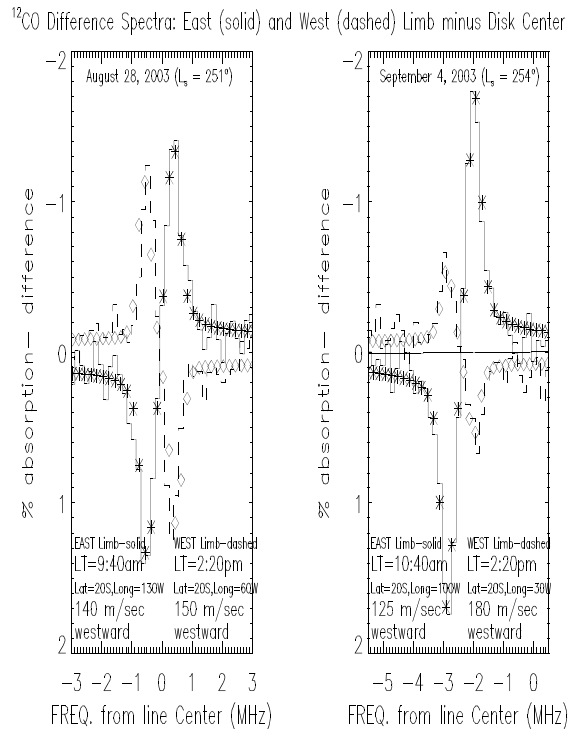 ¹²CO Difference Spectra: East (solid) and West (dashed) Limb minus Disk Center
August 28, 2003 (Lₛ = 251°)
% absorption— difference
-2
-1
0
1
2
EAST Limb-solid
LT=9:40am
Lat=20S,Long=130W
140 m/sec
westward
WEST Limb-dashed
LT=2:20pm
Lat=20S,Long=60W
150 m/sec
westward
-3 -2 -1 0 1 2 3
FREQ. from line Center (MHz)
September 4, 2003 (Lₛ = 254°)
% absorption— difference
-2
-1
0
1
2
EAST Limb-solid
LT=10:40am
Lat=20S,Long=100W
125 m/sec
westward
WEST Limb-dashed
LT=2:20pm
Lat=20S,Long=30W
180 m/sec
westward
-5 -4 -3 -2 -1 0
FREQ. from line Center (MHz)